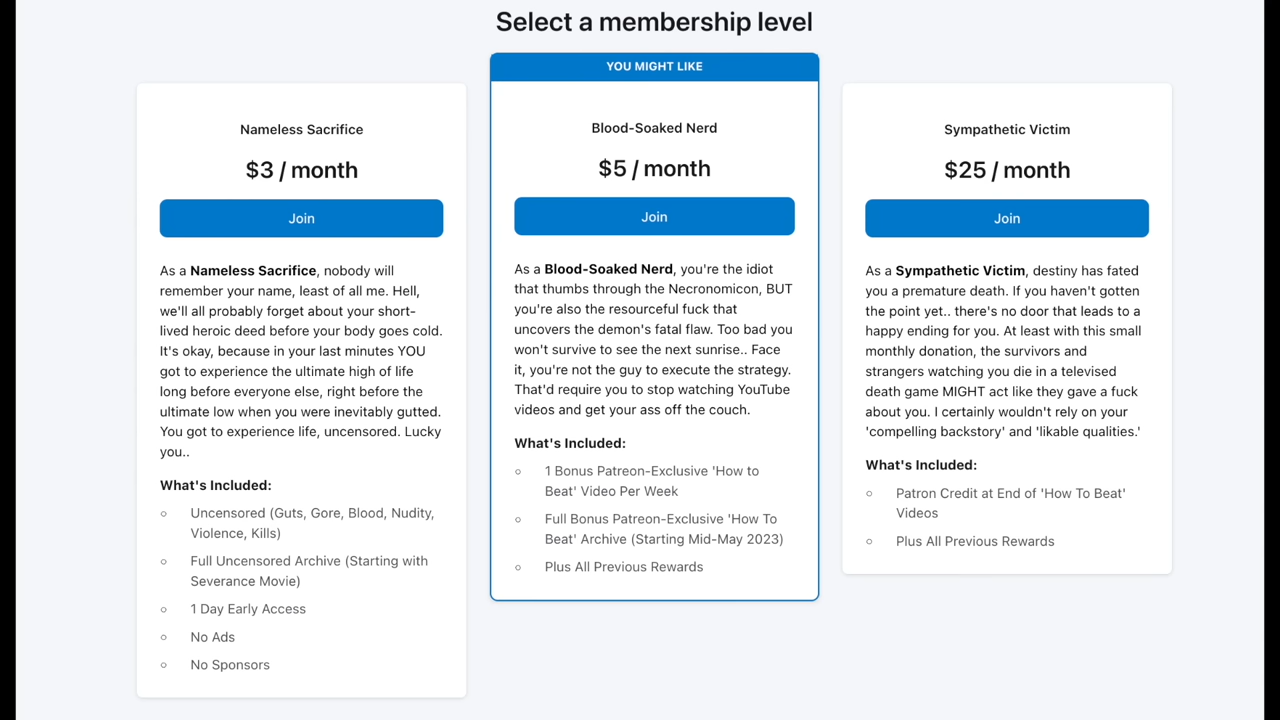 Select a membership level
YOU MIGHT LIKE
Nameless Sacrifice
$3 / month
Join
As a Nameless Sacrifice, nobody will
remember your name, least of all me. Hell,
we'll all probably forget about your short-
lived heroic deed before your body goes cold.
It's okay, because in your last minutes YOU
got to experience the ultimate high of life
long before everyone else, right before the
ultimate low when you were inevitably gutted.
You got to experience life, uncensored. Lucky
you..
What's Included:
Uncensored (Guts, Gore, Blood, Nudity,
Violence, Kills)
Full Uncensored Archive (Starting with
Severance Movie)
1 Day Early Access
No Ads
No Sponsors
Blood-Soaked Nerd
$5 / month
Join
As a Blood-Soaked Nerd, you're the idiot
that thumbs through the Necronomicon, BUT
you're also the resourceful fuck that
uncovers the demon's fatal flaw. Too bad you
won't survive to see the next sunrise.. Face
it, you're not the guy to execute the strategy.
That'd require you to stop watching YouTube
videos and get your ass off the couch.
What's Included:
1 Bonus Patreon-Exclusive 'How to
Beat' Video Per Week
Full Bonus Patreon-Exclusive 'How To
Beat' Archive (Starting Mid-May 2023)
Plus All Previous Rewards
Sympathetic Victim
$25 / month
Join
As a Sympathetic Victim, destiny has fated
you a premature death. If you haven't gotten
the point yet.. there's no door that leads to a
happy ending for you. At least with this small
monthly donation, the survivors and
strangers watching you die in a televised
death game MIGHT act like they gave a fuck
about you. I certainly wouldn't rely on your
'compelling backstory' and 'likable qualities.'
What's Included:
Patron Credit at End of 'How To Beat'
Videos
Plus All Previous Rewards